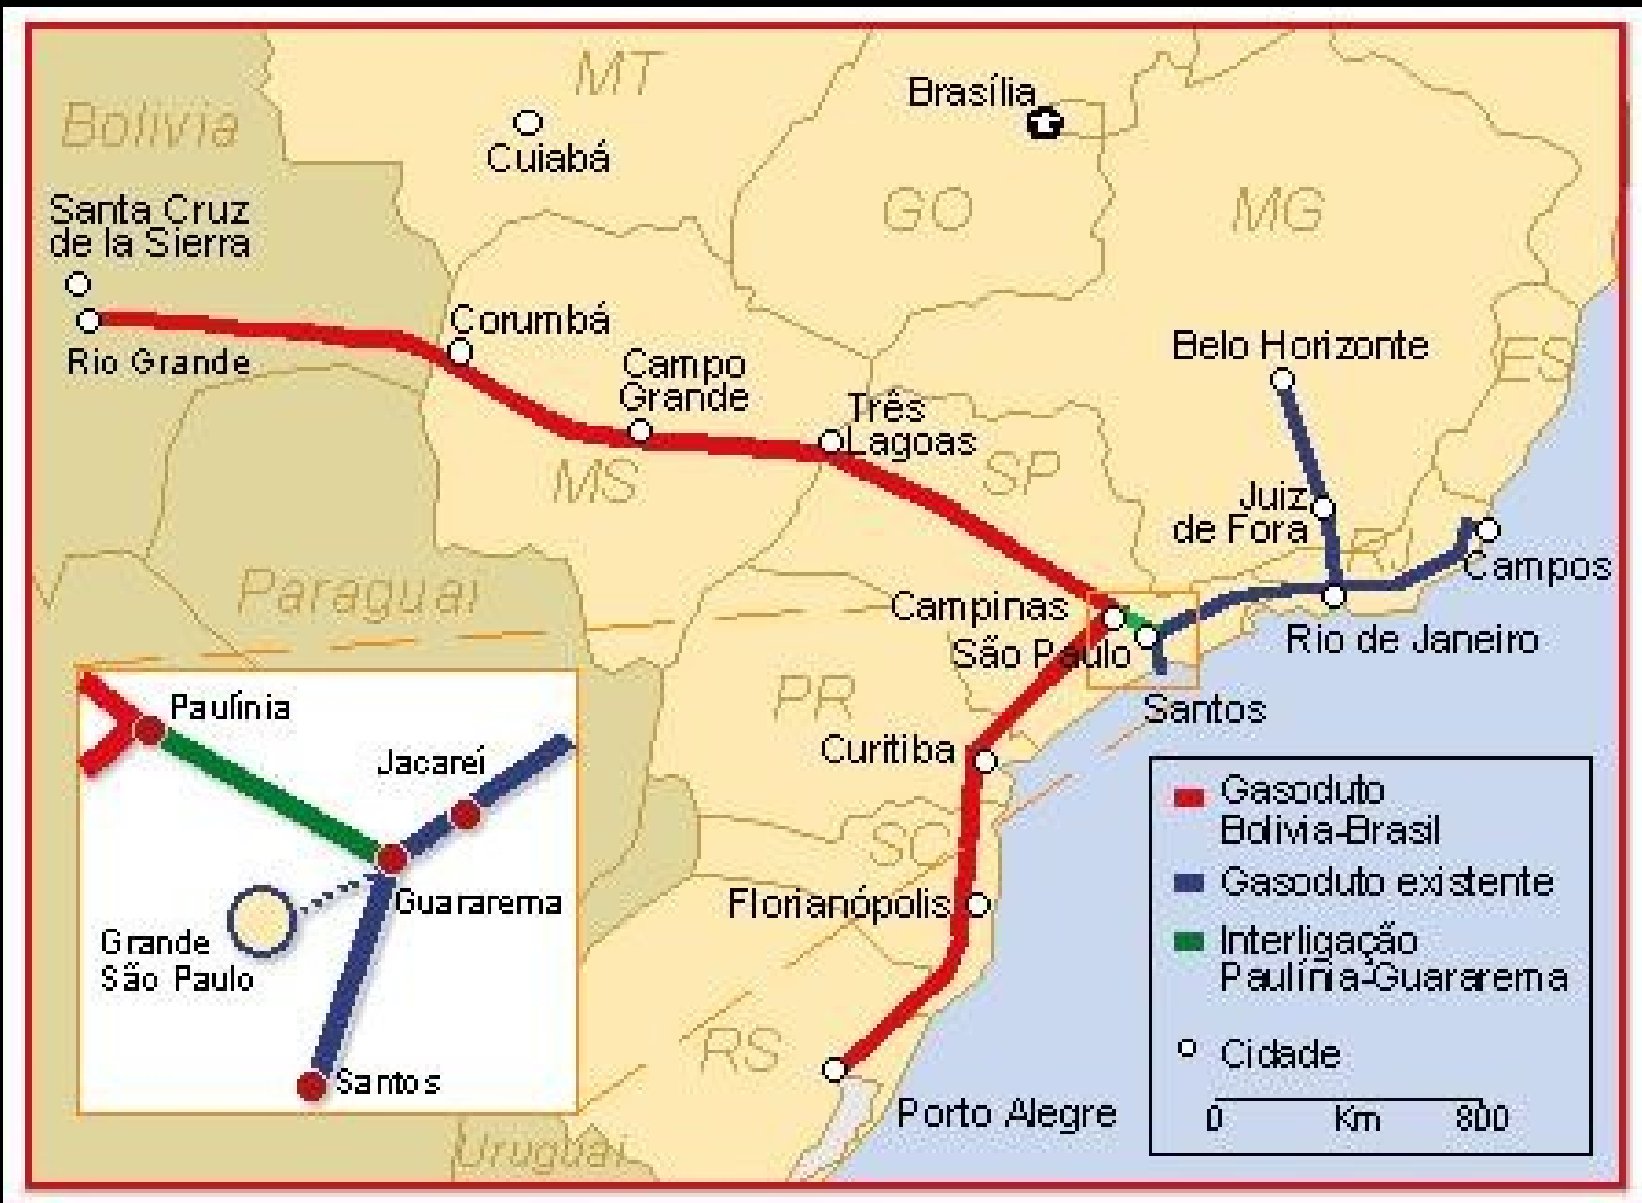 MT
Brasília
Bolivia
Cuiabá
Santa Cruz
de la Sierra
GO
MG
Corumbá
Rio Grande
Campo
Grande
Belo Horizonte
ES
Três
Lagoas
MS
SP
Juiz
de Fora
Campos
Paraguai
Campinas
São Paulo
Rio de Janeiro
PR
Santos
Curitiba
SC
Florianópolis
RS
Porto Alegre
Uruguai
Paulínia
Jacareí
Guararema
Grande
São Paulo
Santos
Gasoduto
Bolivia-Brasil
Gasoduto existente
Interligação
Paulínia-Guararema
Cidade
0 Km 800